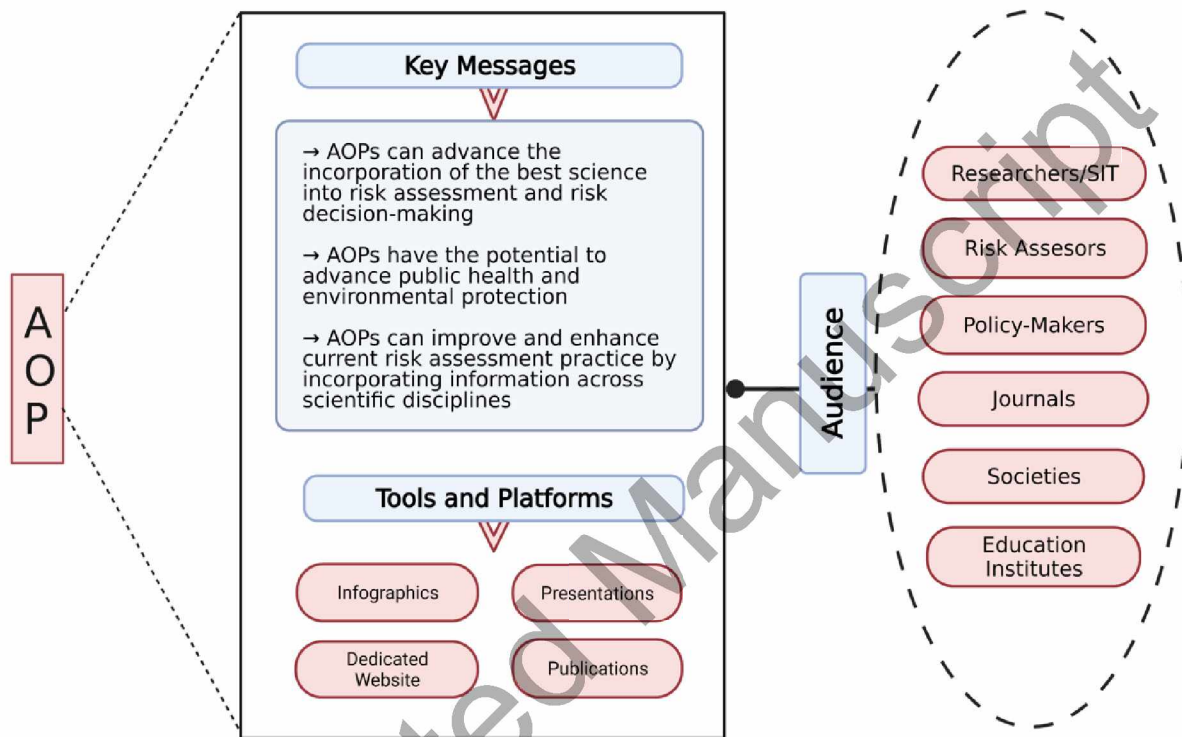 AOP
Key Messages
→ AOPs can advance the
incorporation of the best science
into risk assessment and risk
decision-making
→ AOPs have the potential to
advance public health and
environmental protection
→ AOPs can improve and enhance
current risk assessment practice by
incorporating information across
scientific disciplines
Tools and Platforms
Infographics
Presentations
Dedicated
Website
Publications
Audience
Researchers/SIT
Risk Assesors
Policy-Makers
Journals
Societies
Education
Institutes
ted Manuscript